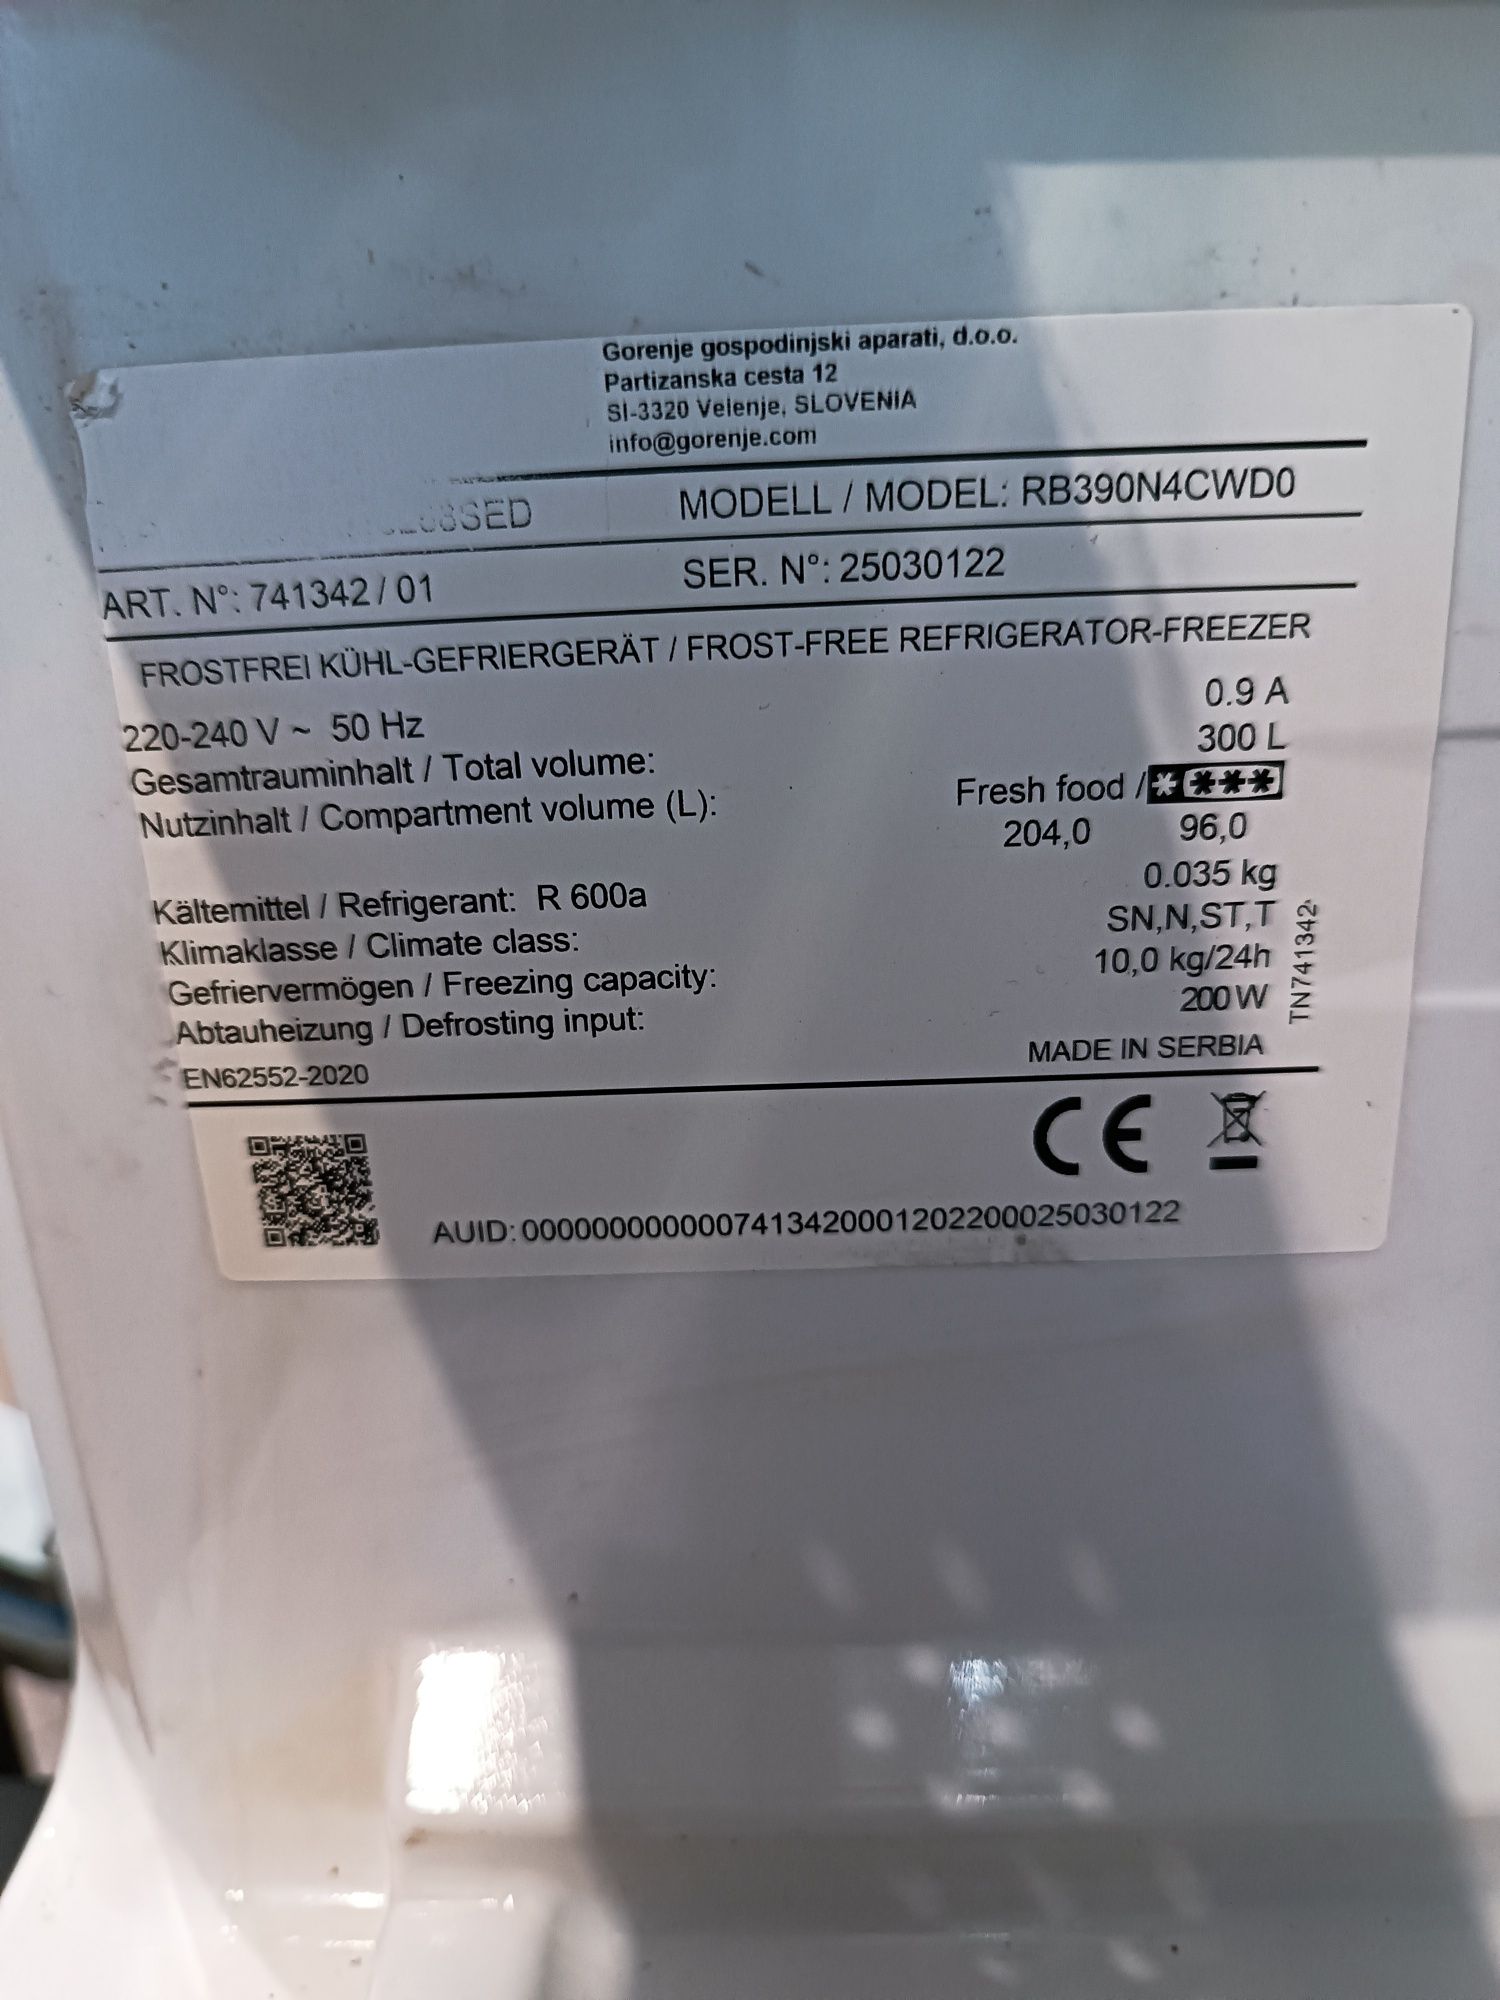 Gorenje gospodinjski aparati, d.o.o.
Partizanska cesta 12
SI-3320 Velenje, SLOVENIA
info@gorenje.com
MODELL / MODEL: RB390N4CWD0
ART. N°: 741342 / 01 SER. N°: 25030122
FROSTFREI KÜHL-GEFRIERGERÄT / FROST-FREE REFRIGERATOR-FREEZER
220-240 V ~ 50 Hz 0.9 A
Gesamtrauminhalt / Total volume: 300 L
Nutzinhalt / Compartment volume (L): Fresh food / * ***
204,0 96,0
Kältemittel / Refrigerant: R 600a 0.035 kg
Klimaklasse / Climate class: SN,N,ST,T
Gefriervermögen / Freezing capacity: 10,0 kg/24h
Abtauheizung / Defrosting input: 200 W
TN741342
EN62552-2020 MADE IN SERBIA
CE
AUID: 0000000000007413420001202200025030122